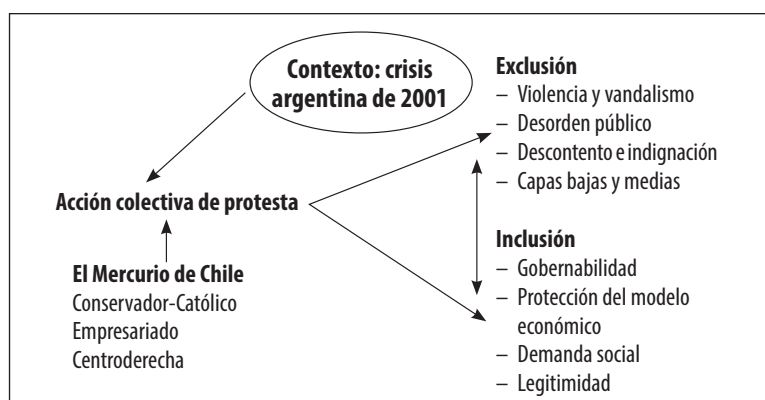 Contexto: crisis
argentina de 2001
Exclusión
– Violencia y vandalismo
– Desorden público
– Descontento e indignación
– Capas bajas y medias
Acción colectiva de protesta
El Mercurio de Chile
Conservador-Católico
Empresariado
Centroderecha
Inclusión
– Gobernabilidad
– Protección del modelo
económico
– Demanda social
– Legitimidad